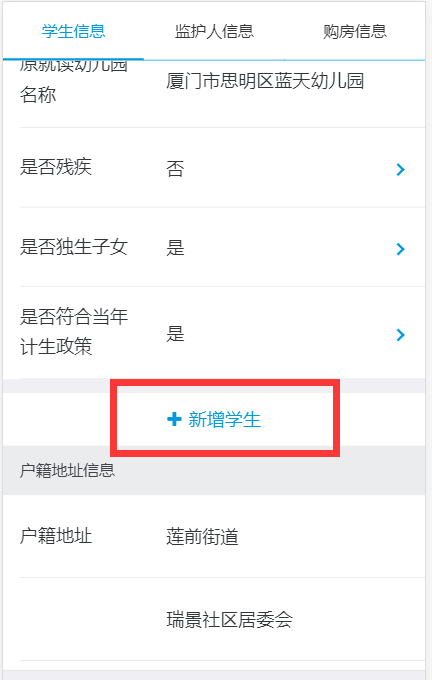 学生信息 监护人信息 购房信息
原就读幼儿园
名称 厦门市思明区蓝天幼儿园
是否残疾 否
是否独生子女 是
是否符合当年
计生政策 是
新增学生
户籍地址信息
户籍地址 莲前街道
瑞景社区居委会